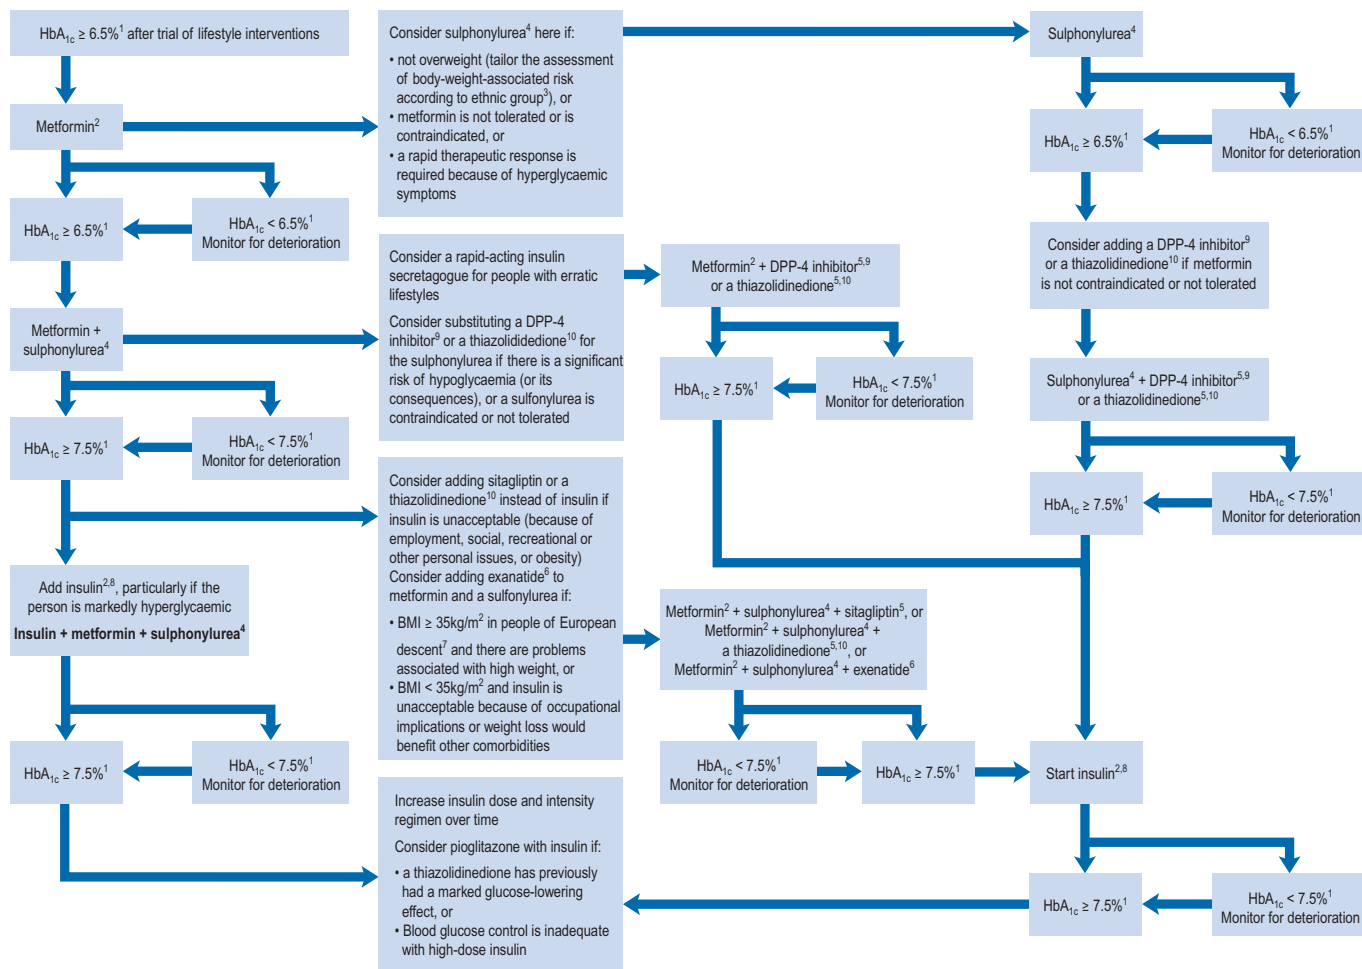 HbA1c ≥ 6.5%1 after trial of lifestyle interventions
Metformin2
HbA1c ≥ 6.5%1
HbA1c < 6.5%1
Monitor for deterioration
Metformin +
sulphonylurea4
HbA1c ≥ 7.5%1
HbA1c < 7.5%1
Monitor for deterioration
Add insulin2,8, particularly if the
person is markedly hyperglycaemic
Insulin + metformin + sulphonylurea4
HbA1c ≥ 7.5%1
HbA1c < 7.5%1
Monitor for deterioration
Consider sulphonylurea4 here if:
• not overweight (tailor the assessment
of body-weight-associated risk
according to ethnic group3), or
• metformin is not tolerated or is
contraindicated, or
• a rapid therapeutic response is
required because of hyperglycaemic
symptoms
Consider a rapid-acting insulin
secretagogue for people with erratic
lifestyles
Consider substituting a DPP-4
inhibitor9 or a thiazolididedione10 for
the sulphonylurea if there is a significant
risk of hypoglycaemia (or its
consequences), or a sulfonylurea is
contraindicated or not tolerated
Consider adding sitagliptin or a
thiazolidinedione10 instead of insulin if
insulin is unacceptable (because of
employment, social, recreational or
other personal issues, or obesity)
Consider adding exanatide6 to
metformin and a sulfonylurea if:
• BMI ≥ 35kg/m2 in people of European
descent7 and there are problems
associated with high weight, or
• BMI < 35kg/m2 and insulin is
unacceptable because of occupational
implications or weight loss would
benefit other comorbidities
Increase insulin dose and intensity
regimen over time
Consider pioglitazone with insulin if:
• a thiazolidinedione has previously
had a marked glucose-lowering
effect, or
• Blood glucose control is inadequate
with high-dose insulin
Metformin2 + DPP-4 inhibitor5,9
or a thiazolidinedione5,10
HbA1c ≥ 7.5%1
HbA1c < 7.5%1
Monitor for deterioration
Metformin2 + sulphonylurea4 + sitagliptin5, or
Metformin2 + sulphonylurea4 +
a thiazolidinedione5,10, or
Metformin2 + sulphonylurea4 + exenatide6
HbA1c < 7.5%1
Monitor for deterioration
HbA1c ≥ 7.5%1
Sulphonylurea4
HbA1c ≥ 6.5%1
HbA1c < 6.5%1
Monitor for deterioration
Consider adding a DPP-4 inhibitor9
or a thiazolidinedione10 if metformin
is not contraindicated or not tolerated
Sulphonylurea4 + DPP-4 inhibitor5,9
or a thiazolidinedione5,10
HbA1c ≥ 7.5%1
HbA1c < 7.5%1
Monitor for deterioration
Start insulin2,8
HbA1c ≥ 7.5%1
HbA1c < 7.5%1
Monitor for deterioration